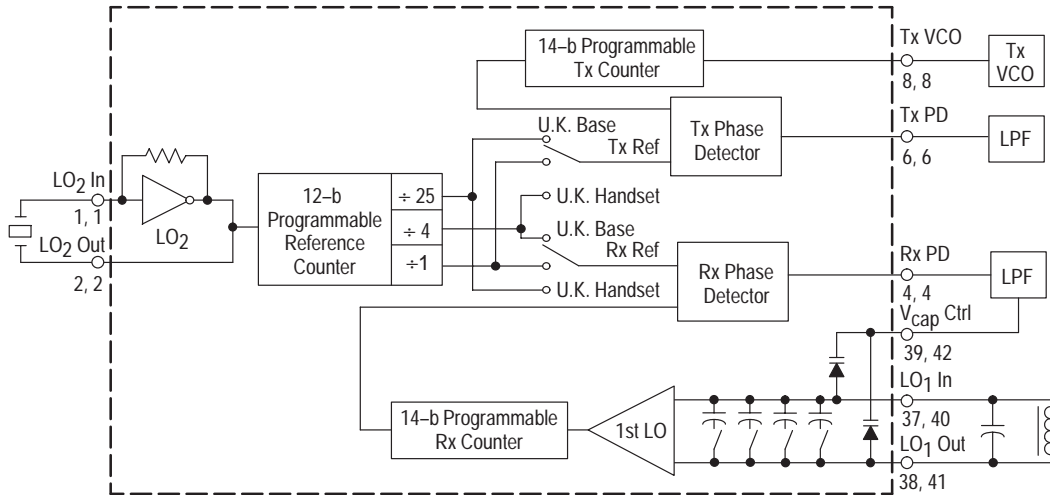 14–b Programmable
Tx Counter
Tx VCO
8, 8
Tx
VCO
U.K. Base
Tx Ref
Tx Phase
Detector
Tx PD
6, 6
LPF
LO2 In
1, 1
LO2
LO2 Out
2, 2
12–b
Programmable
Reference
Counter
÷ 25
÷ 4
÷1
U.K. Handset
U.K. Base
Rx Ref
U.K. Handset
Rx Phase
Detector
Rx PD
4, 4
LPF
Vcap Ctrl
39, 42
LO1 In
37, 40
14–b Programmable
Rx Counter
1st LO
LO1 Out
38, 41